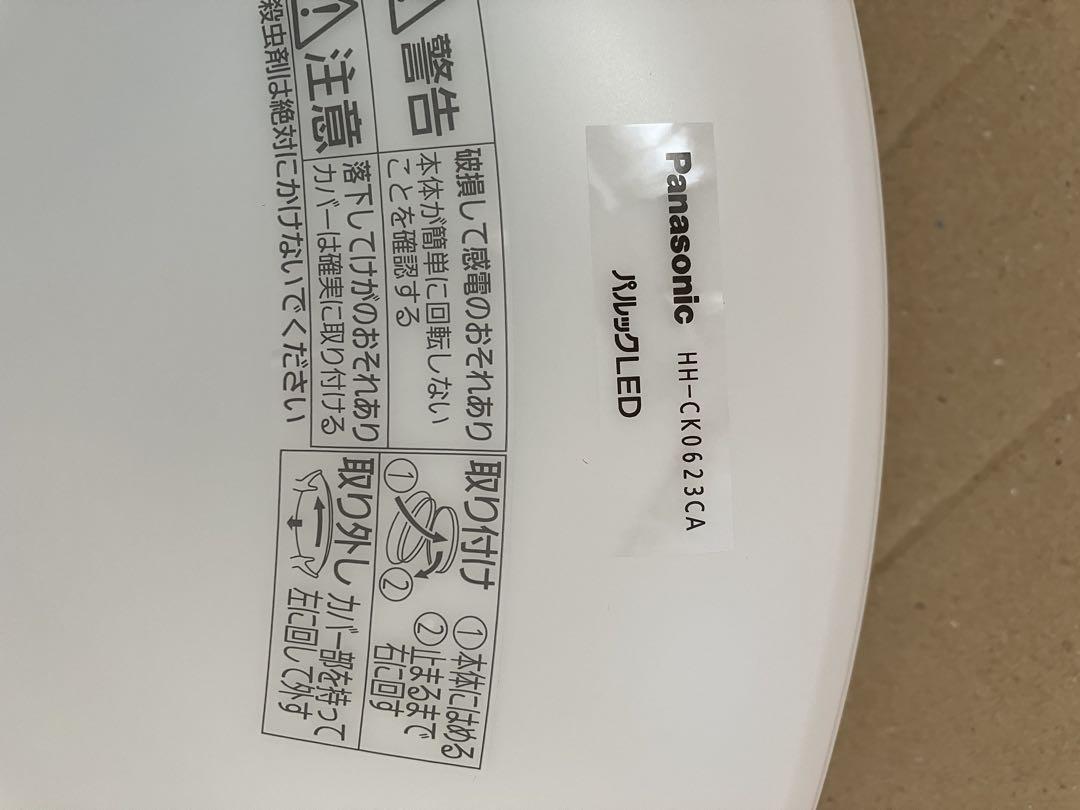 Panasonic HH-CK0623CA
パルックLED
警告
破損して感電のおそれあり
本体が簡単に回転しない
ことを確認する
注意
落下してけがのおそれあり
カバーは確実に取り付ける
殺虫剤は絶対にかけないでください
取り付け
①
②
①本体にはめる
②止まるまで
右に回す
取り外し
カバー部を持って
左に回して外す